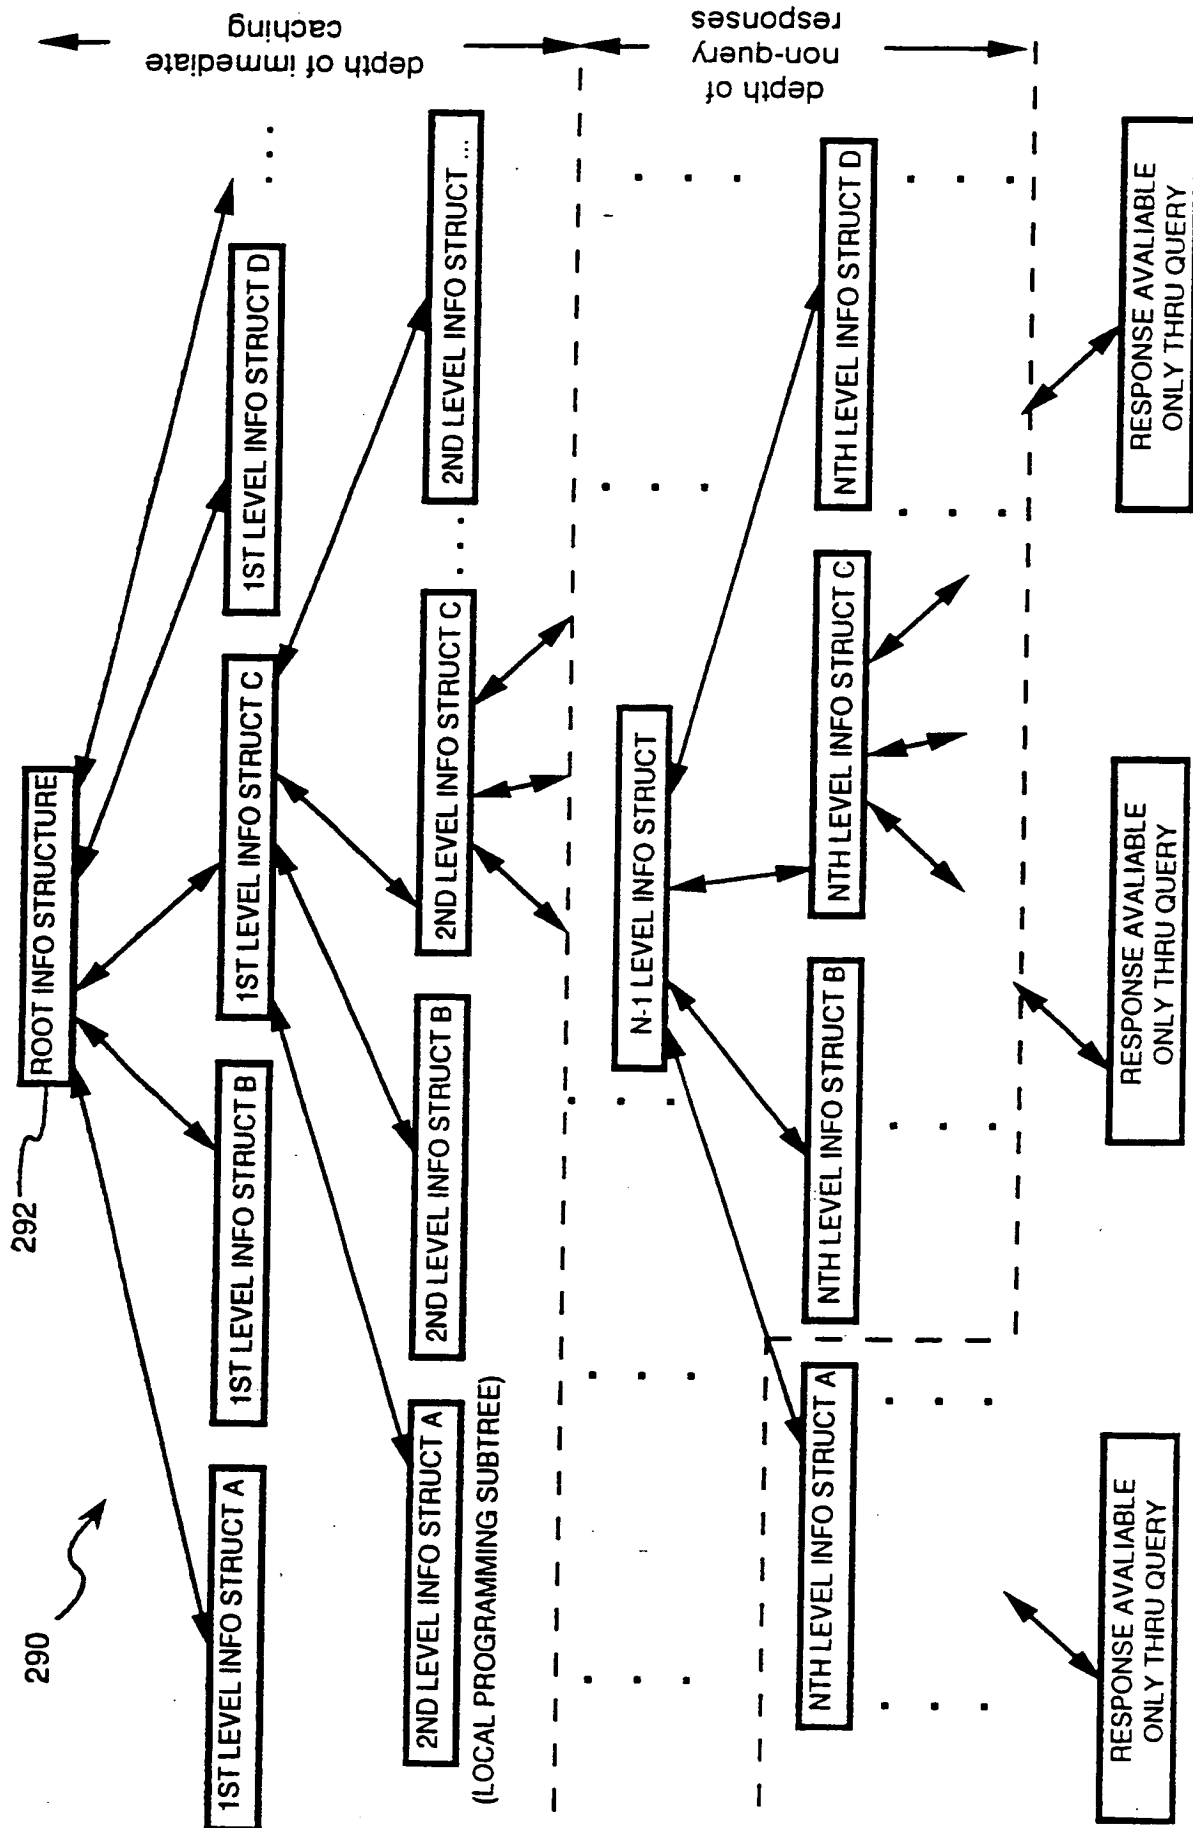 290
292
ROOT INFO STRUCTURE
depth of immediate
caching
1ST LEVEL INFO STRUCT A
1ST LEVEL INFO STRUCT B
1ST LEVEL INFO STRUCT C
1ST LEVEL INFO STRUCT D
. . .
2ND LEVEL INFO STRUCT A
(LOCAL PROGRAMMING SUBTREE)
2ND LEVEL INFO STRUCT B
2ND LEVEL INFO STRUCT C
. . .
2ND LEVEL INFO STRUCT ...
depth of
non-query
responses
N-1 LEVEL INFO STRUCT
NTH LEVEL INFO STRUCT A
NTH LEVEL INFO STRUCT B
NTH LEVEL INFO STRUCT C
NTH LEVEL INFO STRUCT D
RESPONSE AVALIABLE
ONLY THRU QUERY
RESPONSE AVALIABLE
ONLY THRU QUERY
RESPONSE AVALIABLE
ONLY THRU QUERY